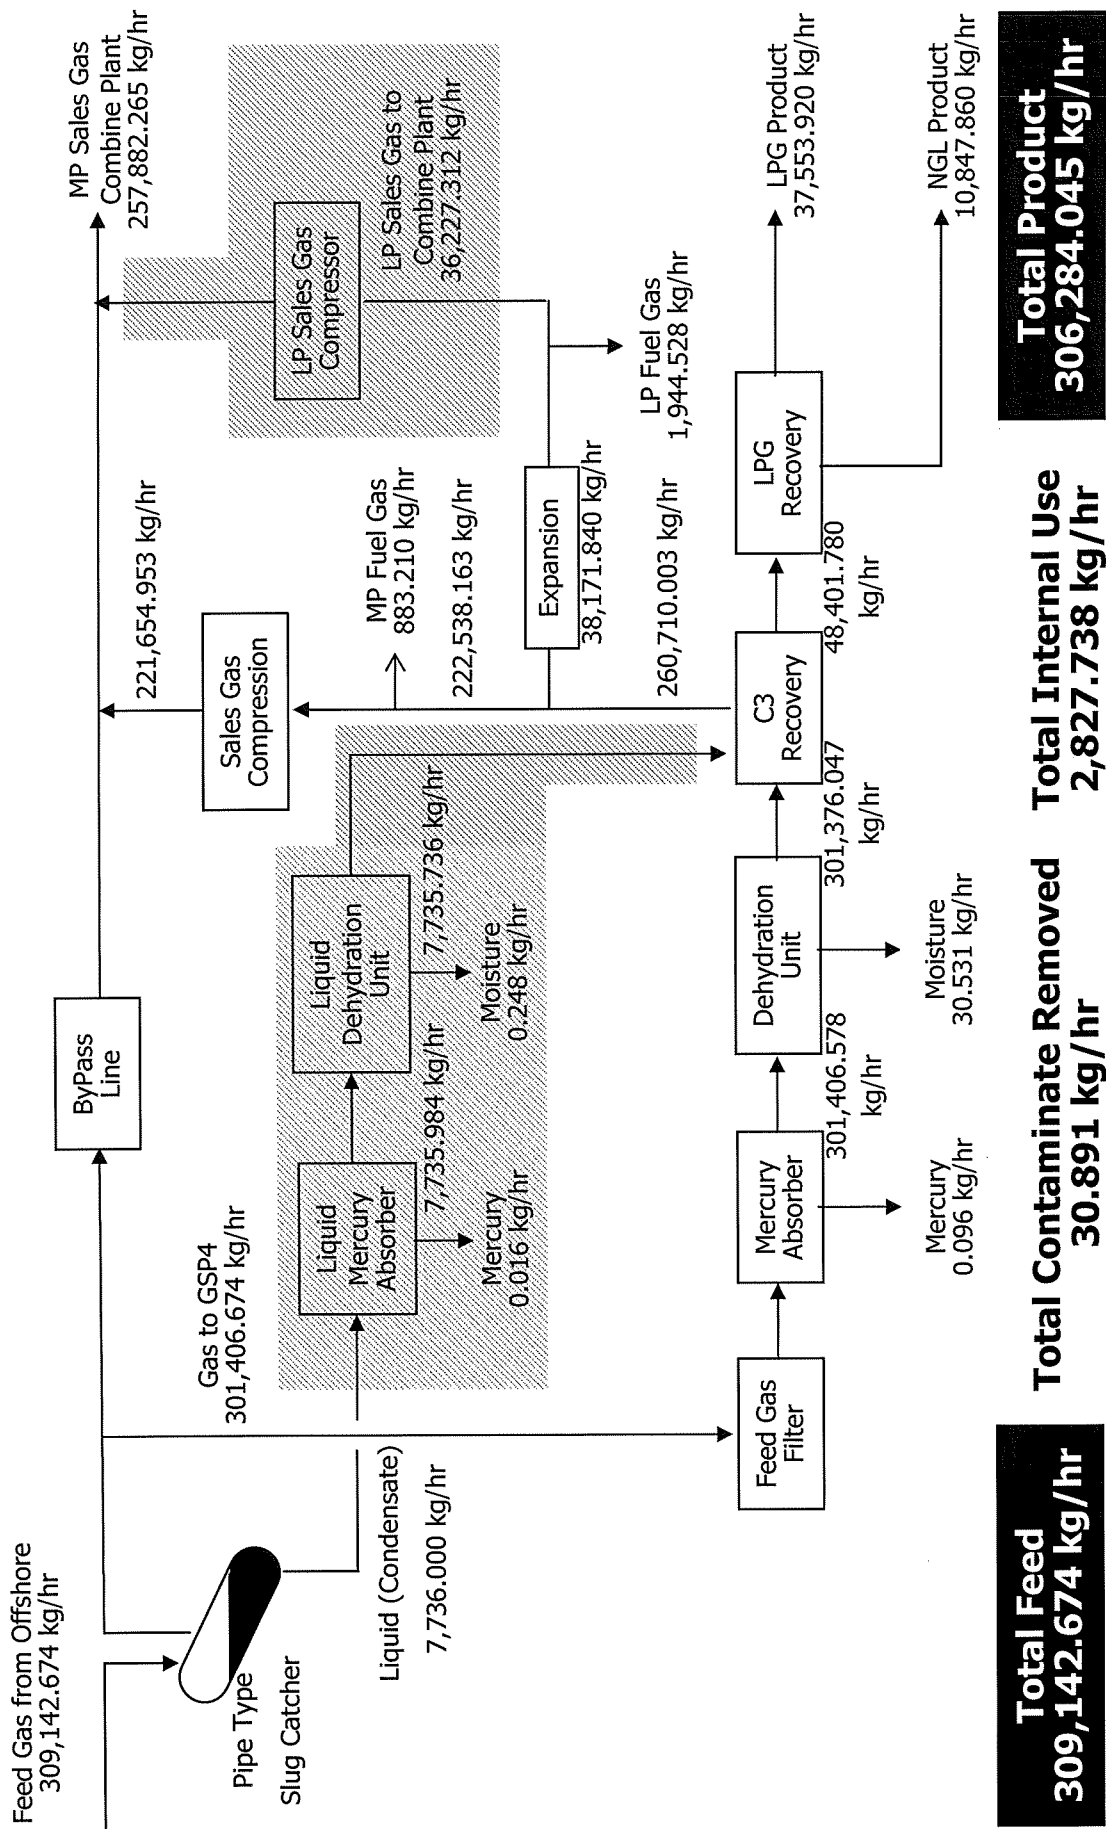 Feed Gas from Offshore
309,142.674 kg/hr
Pipe Type
Slug Catcher
Liquid (Condensate)
7,736.000 kg/hr
Gas to GSP4
301,406.674 kg/hr
ByPass
Line
221,654.953 kg/hr
MP Sales Gas
Combine Plant
257,882.265 kg/hr
Liquid
Mercury
Absorber
7,735.984 kg/hr
Mercury
0.016 kg/hr
Liquid
Dehydration
Unit
7,735.736 kg/hr
Moisture
0.248 kg/hr
Sales Gas
Compression
MP Fuel Gas
883.210 kg/hr
222,538.163 kg/hr
LP Sales Gas
Compressor
LP Sales Gas to
Combine Plant
36,227.312 kg/hr
Expansion
38,171.840 kg/hr
LP Fuel Gas
1,944.528 kg/hr
260,710.003 kg/hr
Feed Gas
Filter
Mercury
Absorber
301,406.578
kg/hr
Mercury
0.096 kg/hr
Dehydration
Unit
301,376.047
kg/hr
Moisture
30.531 kg/hr
C3
Recovery
48,401.780
kg/hr
LPG
Recovery
LPG Product
37,553.920 kg/hr
NGL Product
10,847.860 kg/hr
Total Feed
309,142.674 kg/hr
Total Contaminate Removed
30.891 kg/hr
Total Internal Use
2,827.738 kg/hr
Total Product
306,284.045 kg/hr